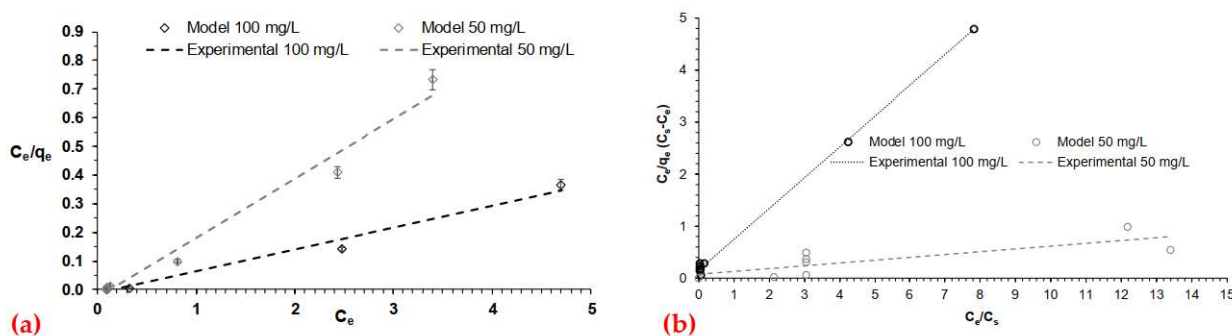 (a)
Model 100 mg/L
Model 50 mg/L
Experimental 100 mg/L
Experimental 50 mg/L
0.9
0.8
0.7
0.6
0.5
0.4
0.3
0.2
0.1
0.0
Ce/qe
0
1
2
3
4
5
Ce
(b)
5
4
3
2
1
0
Ce/qe (Cs-Ce)
Model 100 mg/L
Model 50 mg/L
Experimental 100 mg/L
Experimental 50 mg/L
0 1 2 3 4 5 6 7 8 9 10 11 12 13 14 15
Ce/Cs